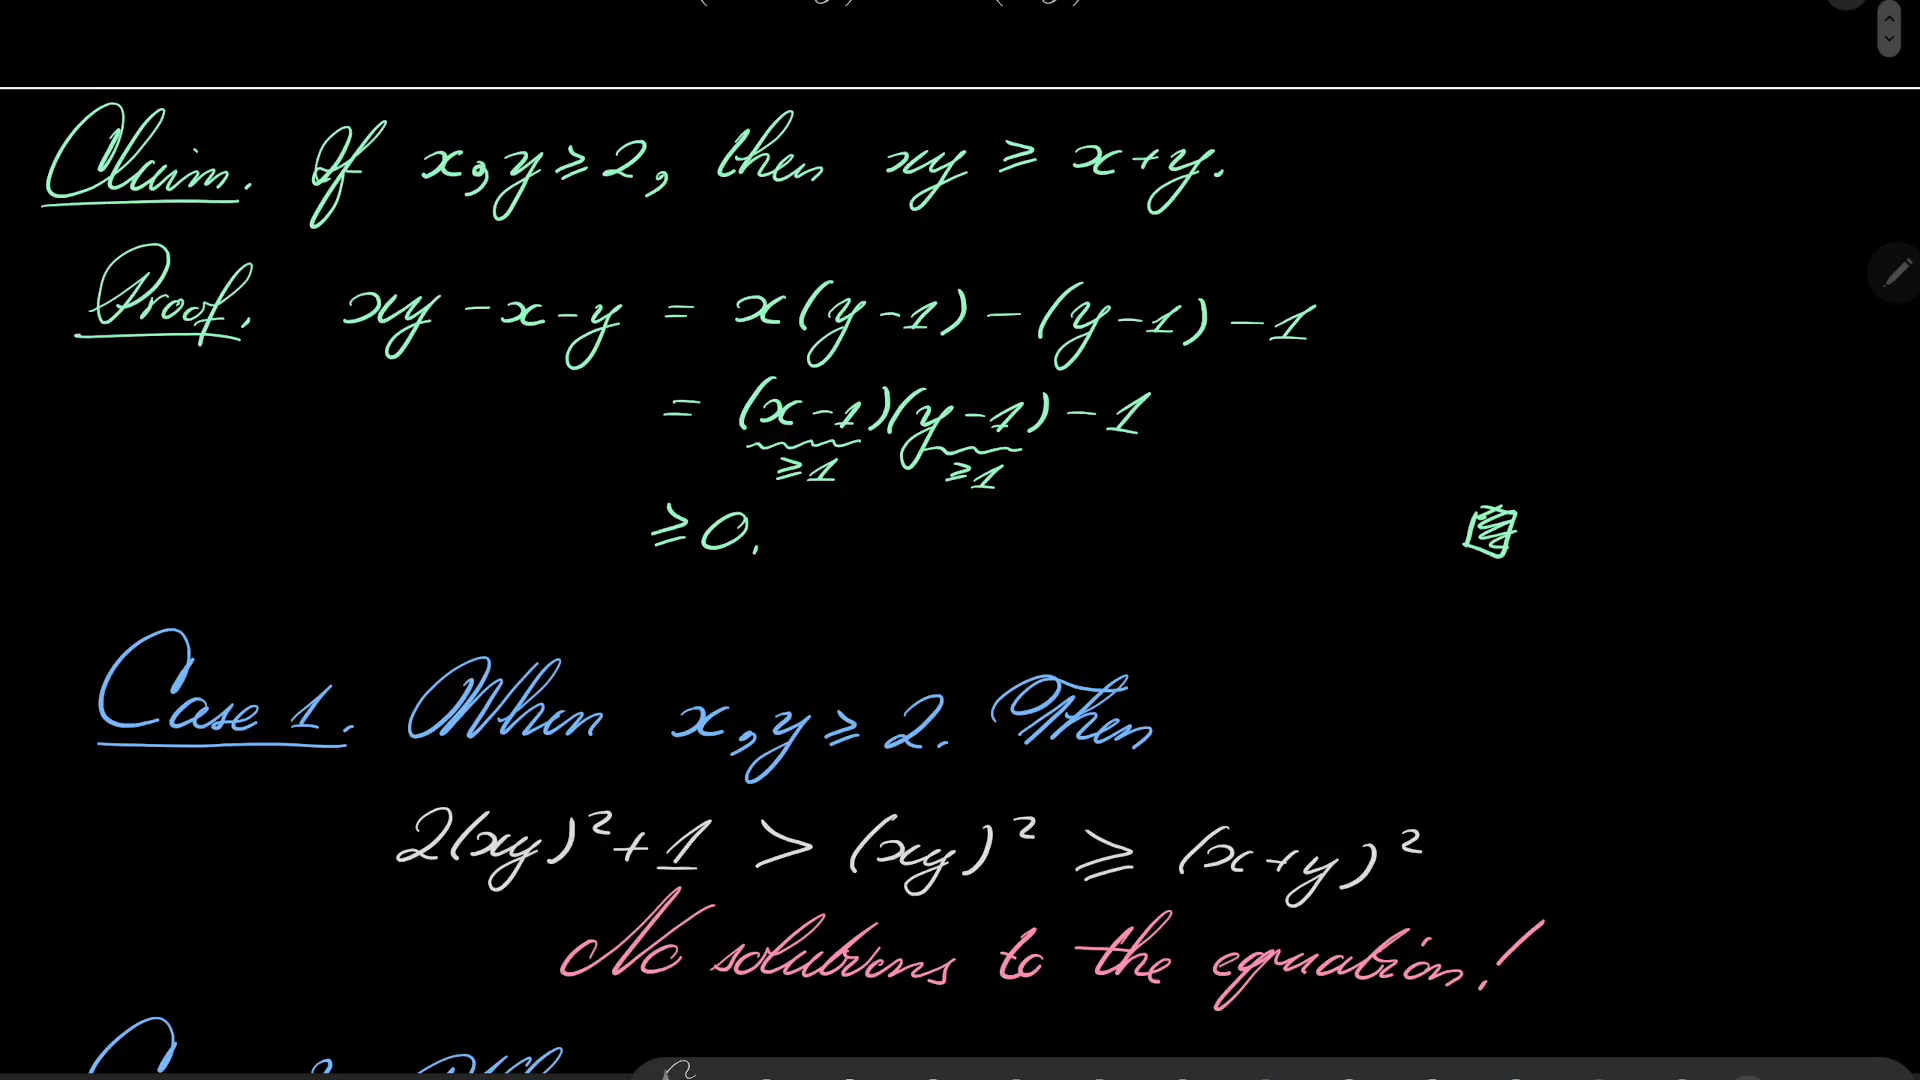 Claim. If x, y ≥ 2, then xy ≥ x+y.
Proof. xy - x - y = x(y-1) - (y-1) - 1
= (x-1)(y-1) - 1
≥1 ≥1
≥ 0.
Case 1. When x, y ≥ 2. Then
2(xy)² + 1 > (xy)² ≥ (x+y)²
No solutions to the equation!